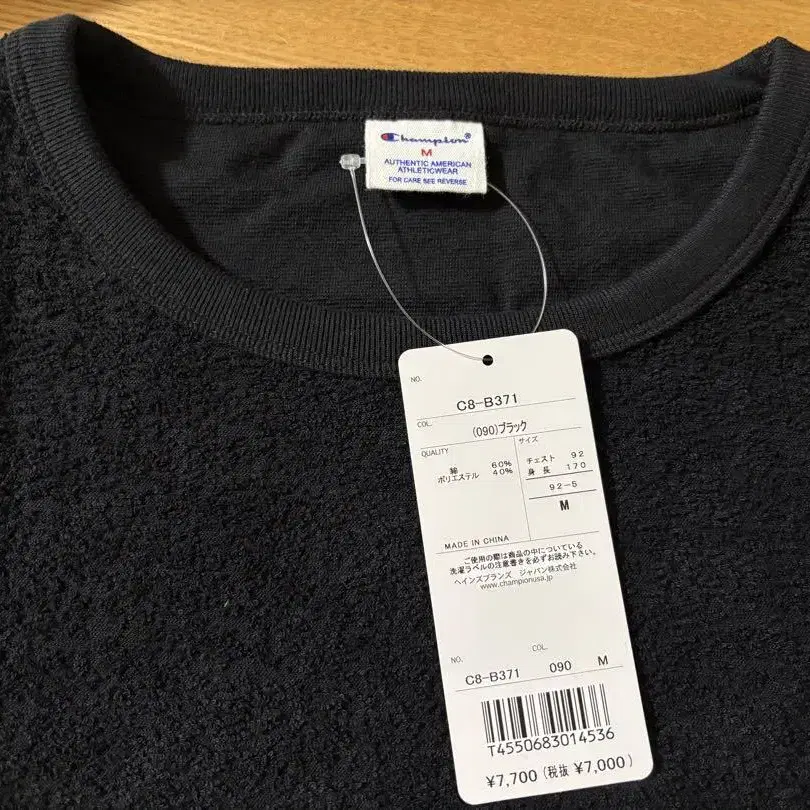 Champion®
M
AUTHENTIC AMERICAN
ATHLETICWEAR
FOR CARE SEE REVERSE
NO.
C8-B371
COL.
(090)ブラック
QUALITY
綿 60%
ポリエステル 40%
サイズ
チェスト 92
身長 170
92-5
M
MADE IN CHINA
ご使用の際は商品の中についている
洗濯ラベルの注意書きを必ずお読み下さい。
ヘインズブランズ ジャパン株式会社
www.championusa.com
NO. COL.
C8-B371 090 M
T4550683014536
¥7,700(税抜 ¥7,000)